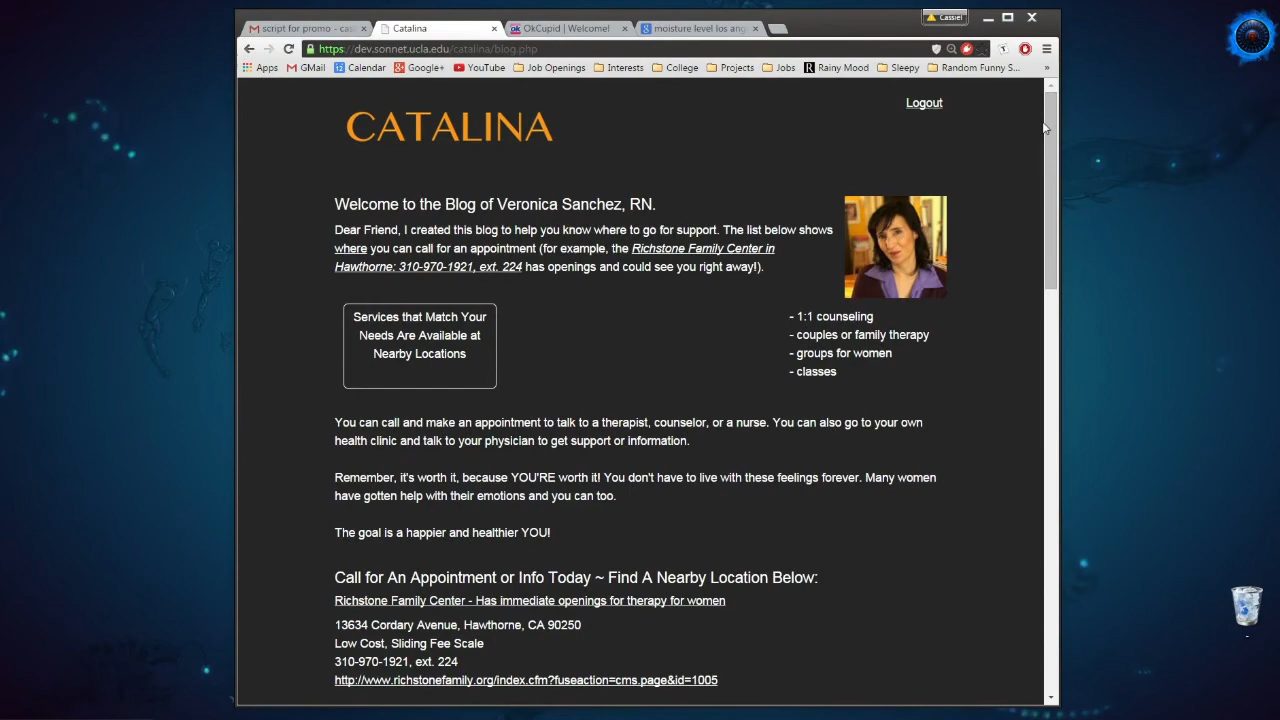 script for promo - cas
Catalina
OkCupid | Welcome!
moisture level los ang
Cassiel
https://dev.sonnet.ucla.edu/catalina/blog.php
Apps GMail Calendar Google+ YouTube Job Openings Interests College Projects Jobs Rainy Mood Sleepy Random Funny S... »
Logout
CATALINA
Welcome to the Blog of Veronica Sanchez, RN.
Dear Friend, I created this blog to help you know where to go for support. The list below shows
where you can call for an appointment (for example, the Richstone Family Center in
Hawthorne: 310-970-1921, ext. 224 has openings and could see you right away!).
Services that Match Your
Needs Are Available at
Nearby Locations
- 1:1 counseling
- couples or family therapy
- groups for women
- classes
You can call and make an appointment to talk to a therapist, counselor, or a nurse. You can also go to your own
health clinic and talk to your physician to get support or information.
Remember, it's worth it, because YOU'RE worth it! You don't have to live with these feelings forever. Many women
have gotten help with their emotions and you can too.
The goal is a happier and healthier YOU!
Call for An Appointment or Info Today ~ Find A Nearby Location Below:
Richstone Family Center - Has immediate openings for therapy for women
13634 Cordary Avenue, Hawthorne, CA 90250
Low Cost, Sliding Fee Scale
310-970-1921, ext. 224
http://www.richstonefamily.org/index.cfm?fuseaction=cms.page&id=1005